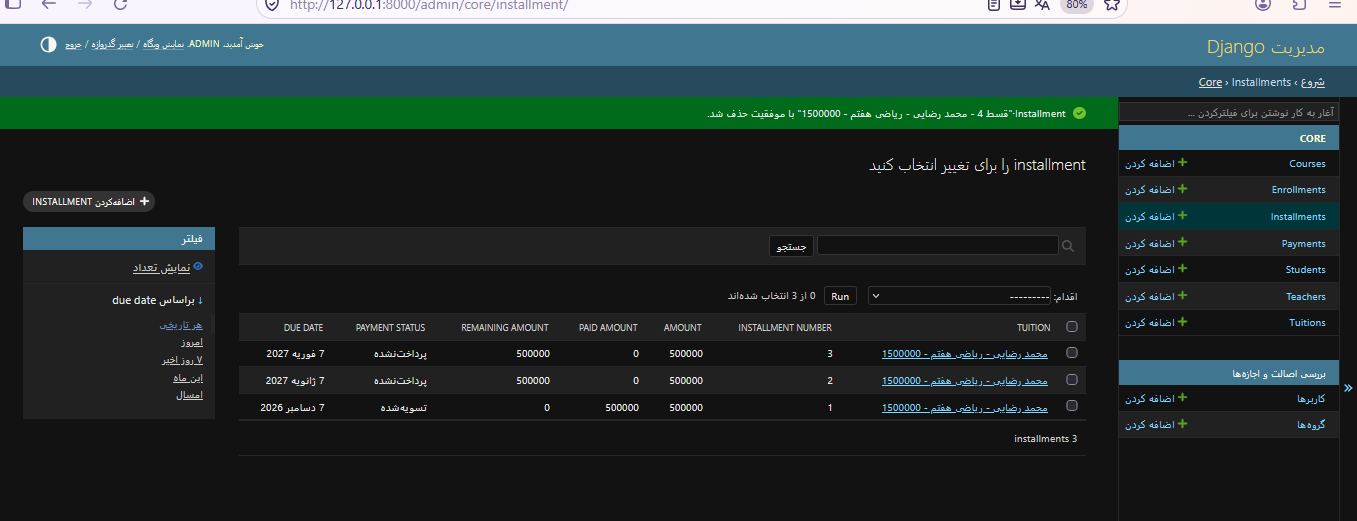 http://127.0.0.1:8000/admin/core/installment/
80%
مدیریت Django
خوش آمدید، ADMIN. نمایش وبگاه / تغییر گذرواژه / خروج
شروع › Core › Installments
آغاز به کار نوشتن برای فیلترکردن ...
CORE
Courses اضافه کردن
Enrollments اضافه کردن
Installments اضافه کردن
Payments اضافه کردن
Students اضافه کردن
Teachers اضافه کردن
Tuitions اضافه کردن
بررسی اصالت و اجازه‌ها
کاربرها اضافه کردن
گروه‌ها اضافه کردن
»
Installment·"قسط 4 - محمد رضایی - ریاضی هفتم - 1500000" با موفقیت حذف شد.
installment را برای تغییر انتخاب کنید
اضافه‌کردن INSTALLMENT
جستجو
اقدام: --------- Run 0 از 3 انتخاب شده‌اند
TUITION INSTALLMENT NUMBER AMOUNT PAID AMOUNT REMAINING AMOUNT PAYMENT STATUS DUE DATE
محمد رضایی - ریاضی هفتم - 1500000 3 500000 0 500000 پرداخت‌نشده 7 فوریه 2027
محمد رضایی - ریاضی هفتم - 1500000 2 500000 0 500000 پرداخت‌نشده 7 ژانویه 2027
محمد رضایی - ریاضی هفتم - 1500000 1 500000 500000 0 تسویه‌شده 7 دسامبر 2026
3 installments
فیلتر
نمایش تعداد
↓ براساس due date
هر تاریخی
امروز
۷ روز اخیر
این ماه
امسال